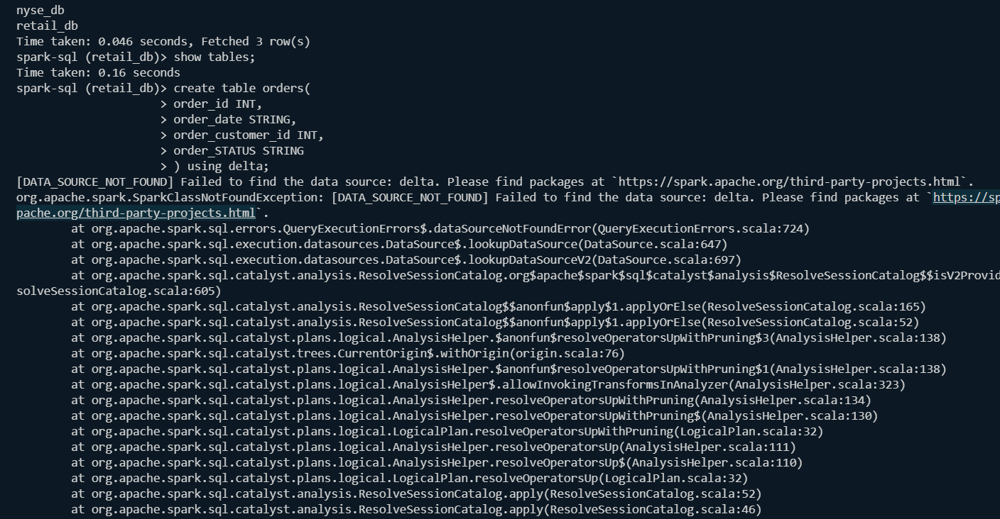 nyse_db
retail_db
Time taken: 0.046 seconds, Fetched 3 row(s)
spark-sql (retail_db)> show tables;
Time taken: 0.16 seconds
spark-sql (retail_db)> create table orders(
> order_id INT,
> order_date STRING,
> order_customer_id INT,
> order_STATUS STRING
> ) using delta;
[DATA_SOURCE_NOT_FOUND] Failed to find the data source: delta. Please find packages at `https://spark.apache.org/third-party-projects.html`.
org.apache.spark.SparkClassNotFoundException: [DATA_SOURCE_NOT_FOUND] Failed to find the data source: delta. Please find packages at `https://sp
pache.org/third-party-projects.html`.
at org.apache.spark.sql.errors.QueryExecutionErrors$.dataSourceNotFoundError(QueryExecutionErrors.scala:724)
at org.apache.spark.sql.execution.datasources.DataSource$.lookupDataSource(DataSource.scala:647)
at org.apache.spark.sql.execution.datasources.DataSource$.lookupDataSourceV2(DataSource.scala:697)
at org.apache.spark.sql.catalyst.analysis.ResolveSessionCatalog.org$apache$spark$sql$catalyst$analysis$ResolveSessionCatalog$$isV2Provid
solveSessionCatalog.scala:605)
at org.apache.spark.sql.catalyst.analysis.ResolveSessionCatalog$$anonfun$apply$1.applyOrElse(ResolveSessionCatalog.scala:165)
at org.apache.spark.sql.catalyst.analysis.ResolveSessionCatalog$$anonfun$apply$1.applyOrElse(ResolveSessionCatalog.scala:52)
at org.apache.spark.sql.catalyst.plans.logical.AnalysisHelper.$anonfun$resolveOperatorsUpWithPruning$3(AnalysisHelper.scala:138)
at org.apache.spark.sql.catalyst.trees.CurrentOrigin$.withOrigin(origin.scala:76)
at org.apache.spark.sql.catalyst.plans.logical.AnalysisHelper.$anonfun$resolveOperatorsUpWithPruning$1(AnalysisHelper.scala:138)
at org.apache.spark.sql.catalyst.plans.logical.AnalysisHelper$.allowInvokingTransformsInAnalyzer(AnalysisHelper.scala:323)
at org.apache.spark.sql.catalyst.plans.logical.AnalysisHelper.resolveOperatorsUpWithPruning(AnalysisHelper.scala:134)
at org.apache.spark.sql.catalyst.plans.logical.AnalysisHelper.resolveOperatorsUpWithPruning$(AnalysisHelper.scala:130)
at org.apache.spark.sql.catalyst.plans.logical.LogicalPlan.resolveOperatorsUpWithPruning(LogicalPlan.scala:32)
at org.apache.spark.sql.catalyst.plans.logical.AnalysisHelper.resolveOperatorsUp(AnalysisHelper.scala:111)
at org.apache.spark.sql.catalyst.plans.logical.AnalysisHelper.resolveOperatorsUp$(AnalysisHelper.scala:110)
at org.apache.spark.sql.catalyst.plans.logical.LogicalPlan.resolveOperatorsUp(LogicalPlan.scala:32)
at org.apache.spark.sql.catalyst.analysis.ResolveSessionCatalog.apply(ResolveSessionCatalog.scala:52)
at org.apache.spark.sql.catalyst.analysis.ResolveSessionCatalog.apply(ResolveSessionCatalog.scala:46)